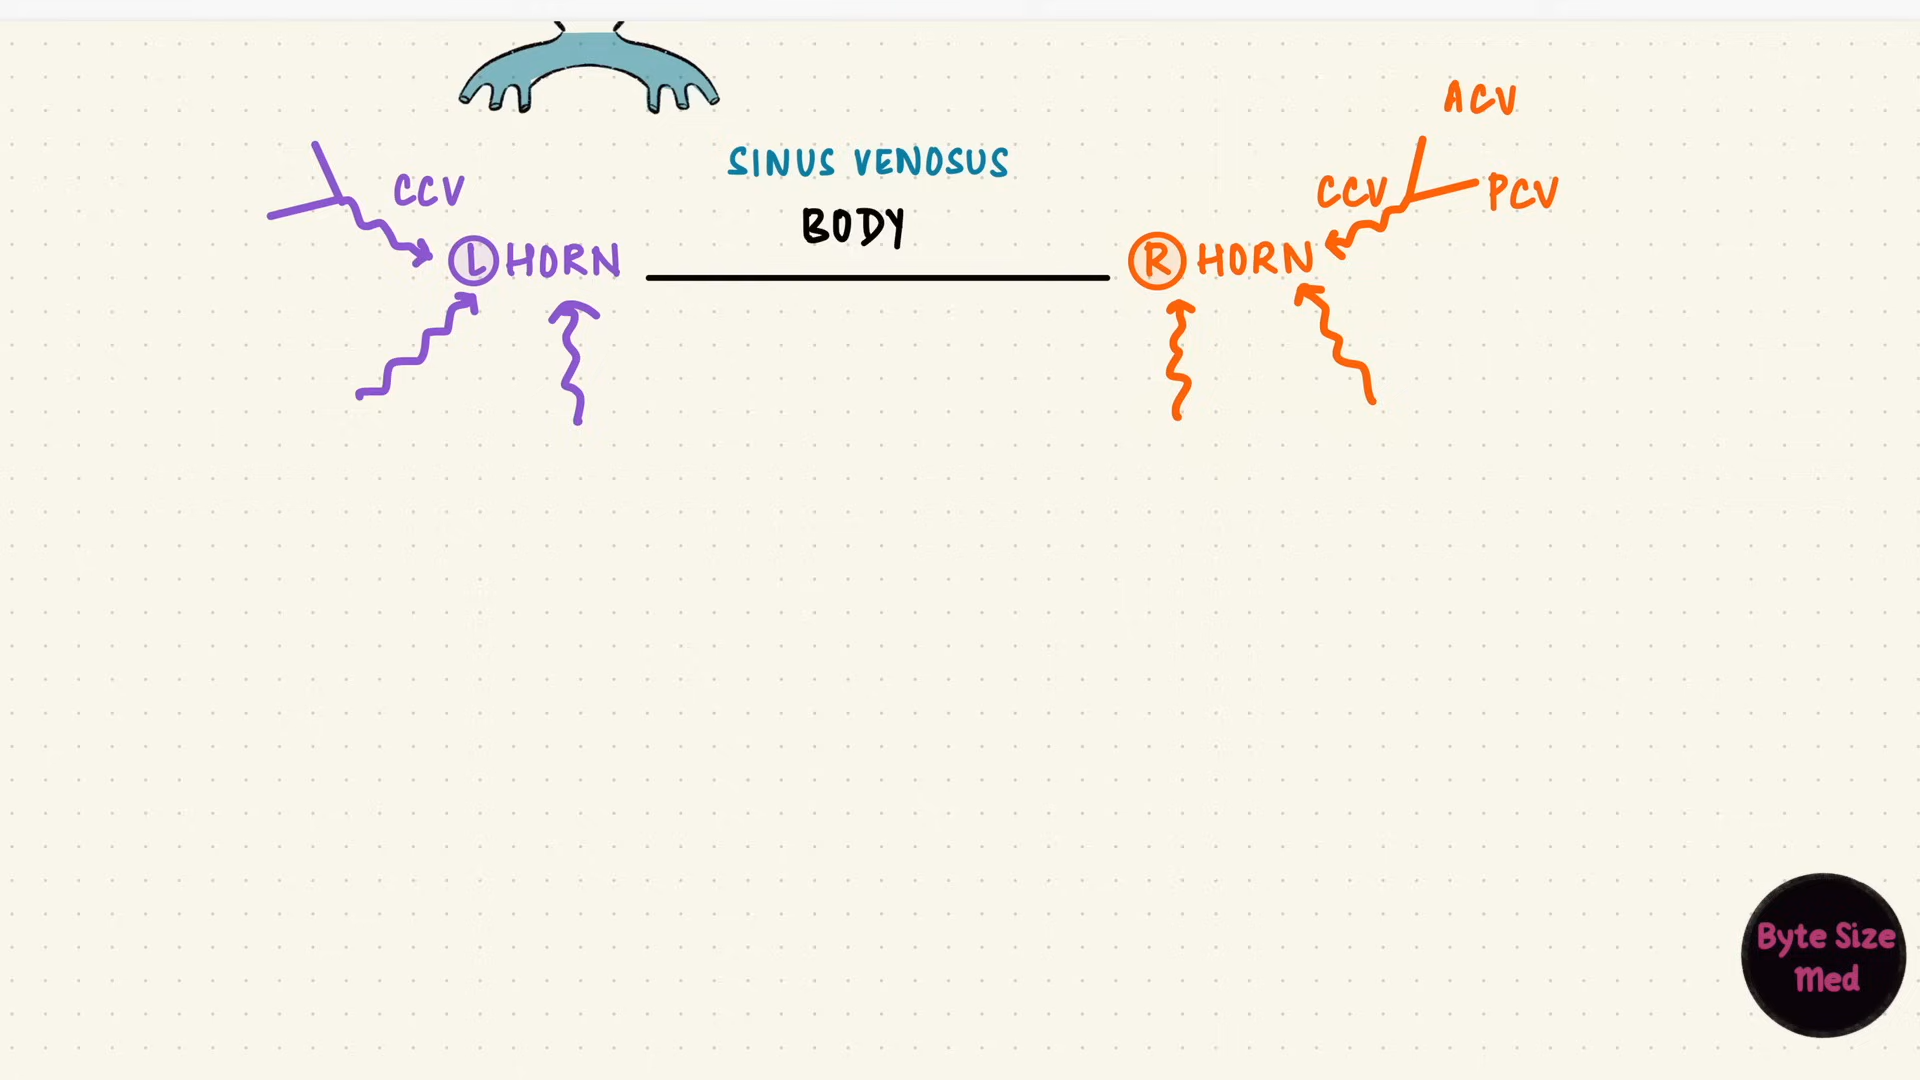 ACV
SINUS VENOSUS
CCV
CCV
PCV
BODY
L HORN
R HORN
Byte Size
Med